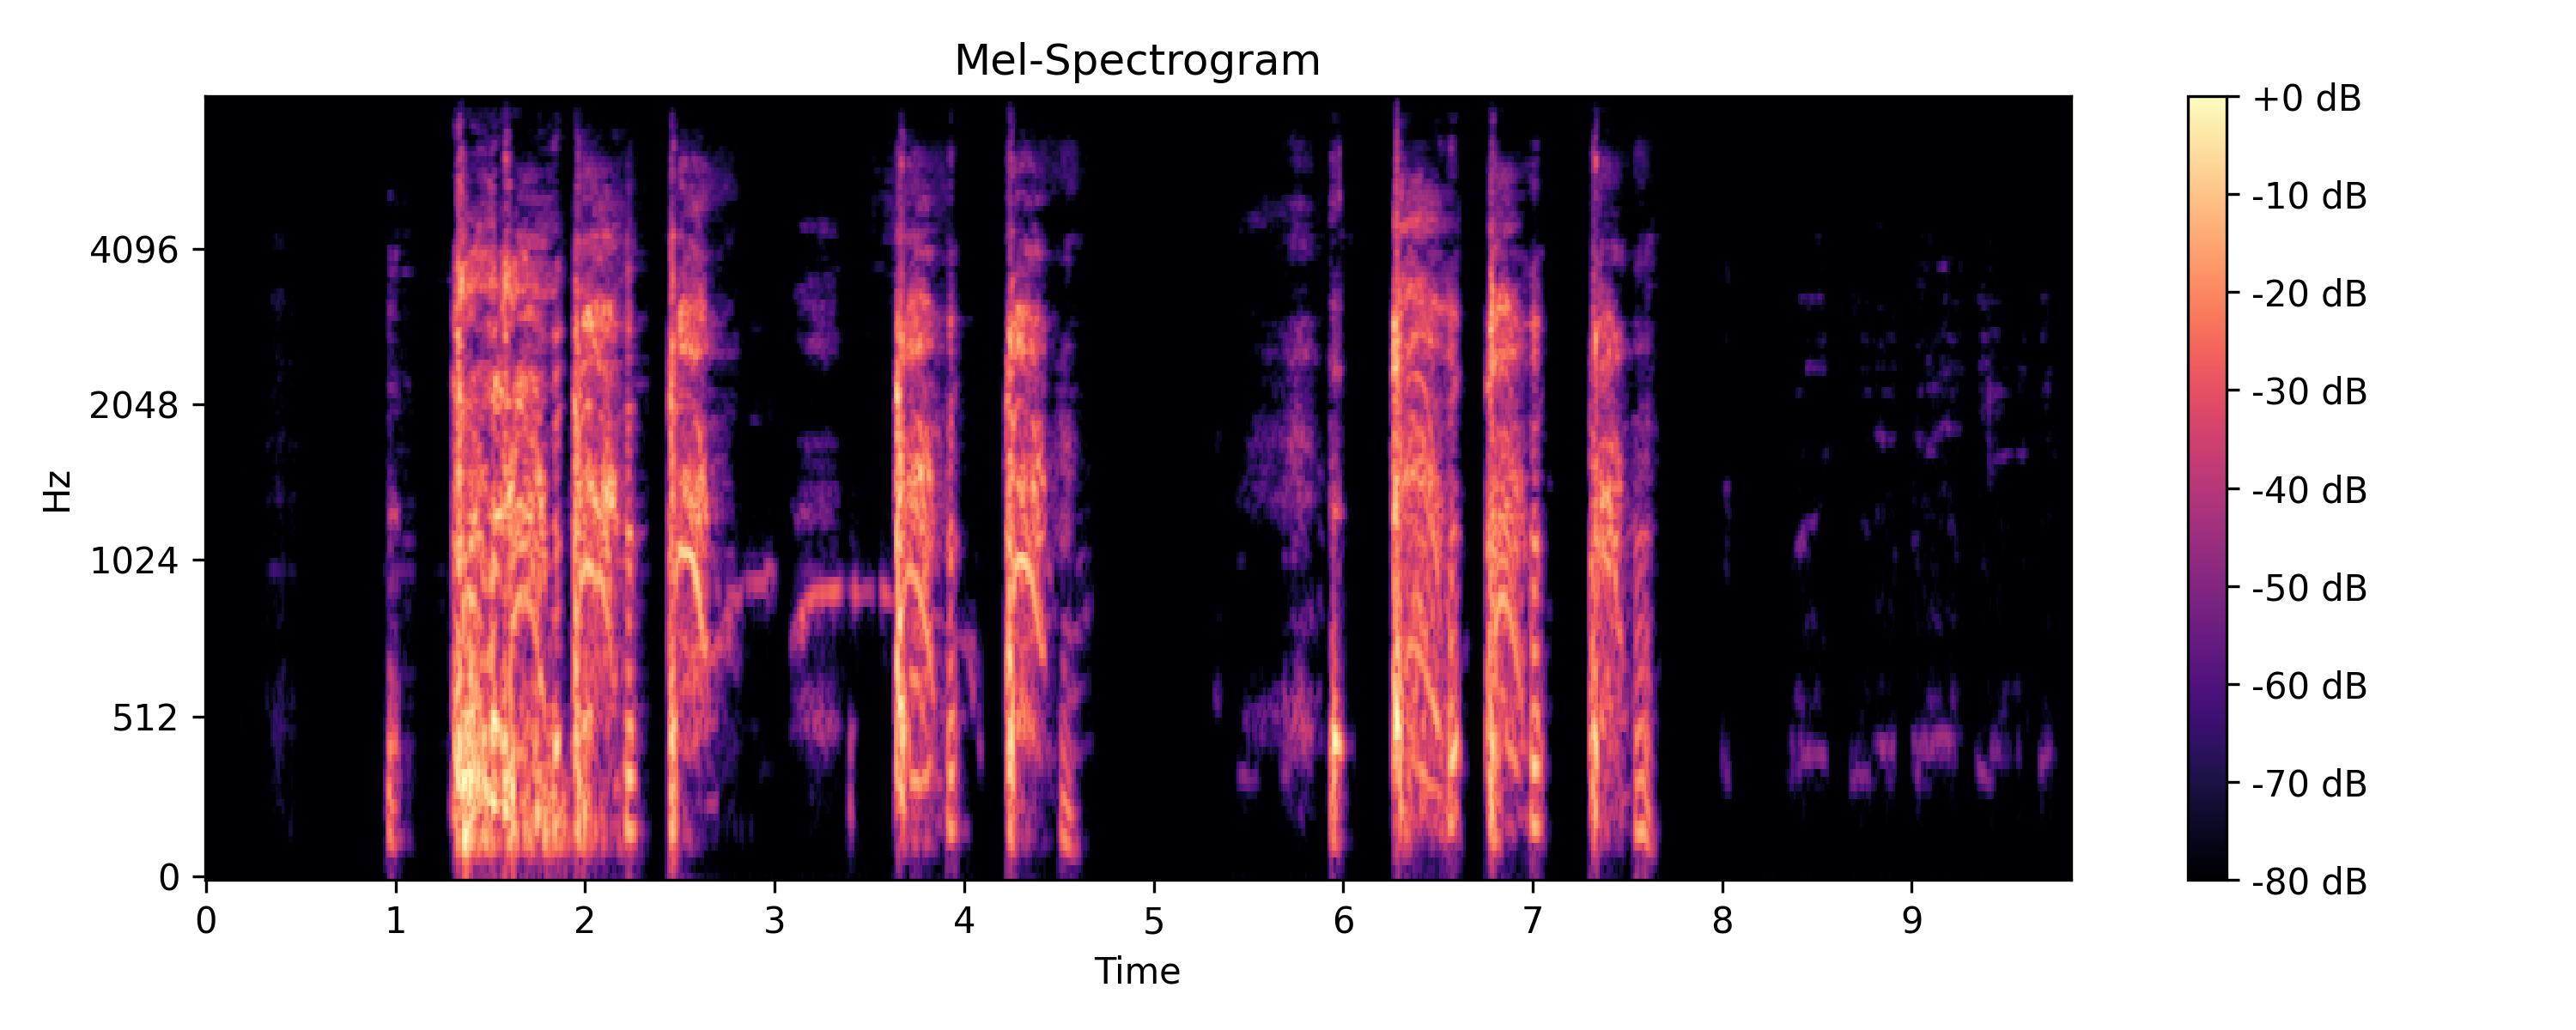 Mel-Spectrogram
+0 dB
-10 dB
-20 dB
-30 dB
-40 dB
-50 dB
-60 dB
-70 dB
-80 dB
Hz
4096
2048
1024
512
0
0 1 2 3 4 5 6 7 8 9
Time